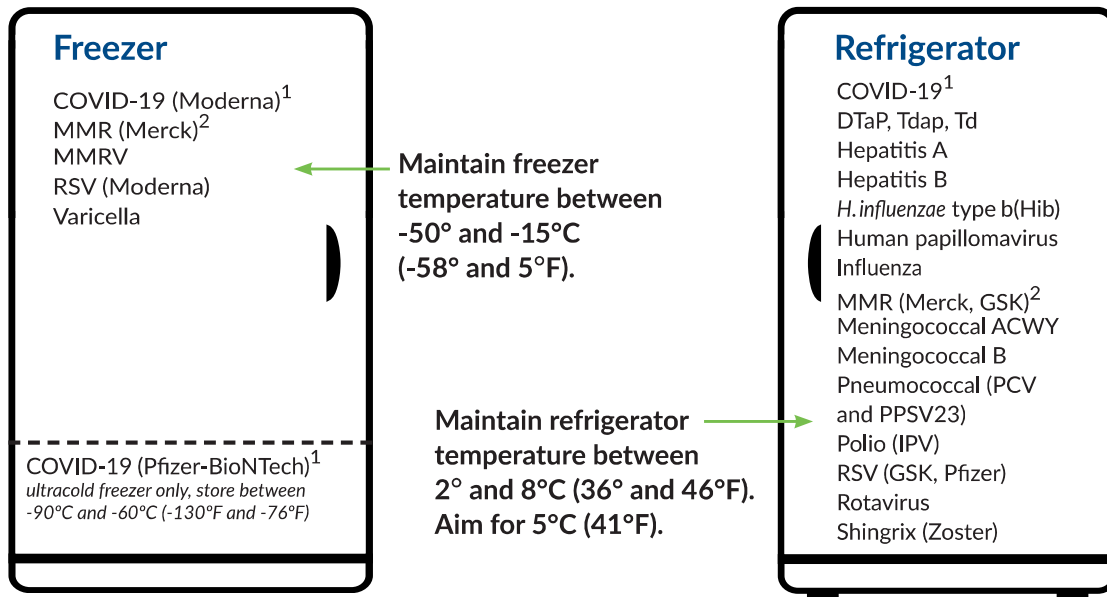 Freezer
COVID-19 (Moderna)1
MMR (Merck)2
MMRV
RSV (Moderna)
Varicella
COVID-19 (Pfizer-BioNTech)1
ultracold freezer only, store between
-90°C and -60°C (-130°F and -76°F)
Maintain freezer
temperature between
-50° and -15°C
(-58° and 5°F).
Maintain refrigerator
temperature between
2° and 8°C (36° and 46°F).
Aim for 5°C (41°F).
Refrigerator
COVID-191
DTaP, Tdap, Td
Hepatitis A
Hepatitis B
H.influenzae type b(Hib)
Human papillomavirus
Influenza
MMR (Merck, GSK)2
Meningococcal ACWY
Meningococcal B
Pneumococcal (PCV
and PPSV23)
Polio (IPV)
RSV (GSK, Pfizer)
Rotavirus
Shingrix (Zoster)